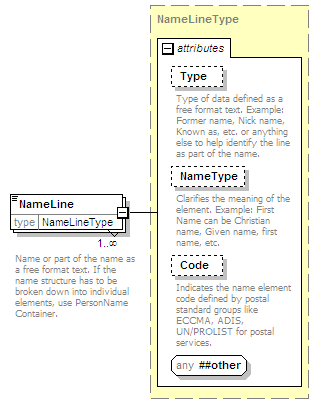 NameLineType
attributes
Type
Type of data defined as a
free format text. Example:
Former name, Nick name,
Known as, etc. or anything
else to help identify the line
as part of the name.
NameType
Clarifies the meaning of the
element. Example: First
Name can be Christian
name, Given name, first
name, etc.
NameLine
type NameLineType
1..∞
Name or part of the name as
a free format text. If the
name structure has to be
broken down into individual
elements, use PersonName
Container.
Code
Indicates the name element
code defined by postal
standard groups like
ECCMA, ADIS,
UN/PROLIST for postal
services.
any ##other